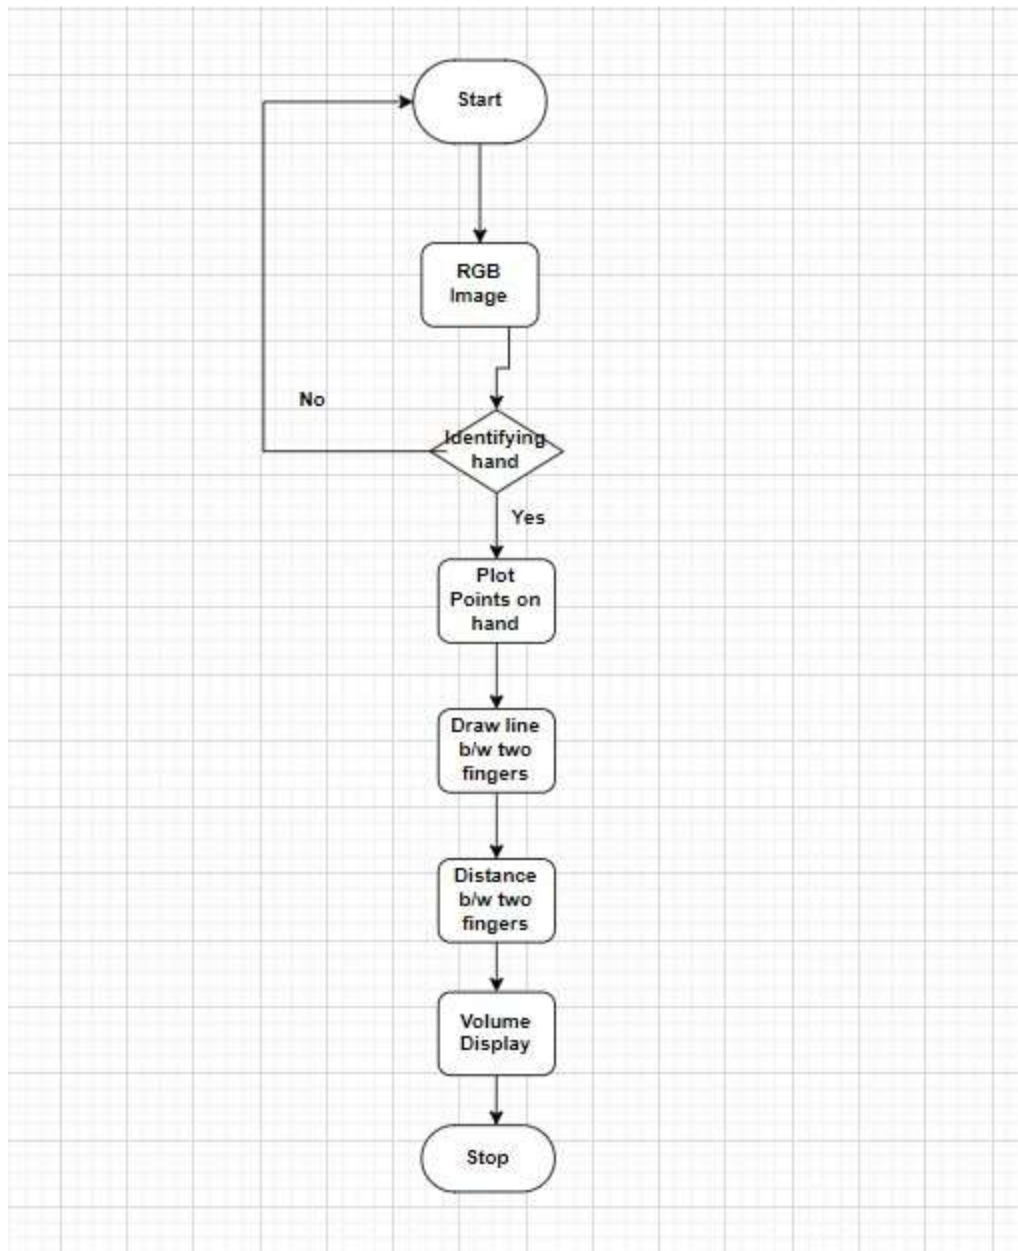 Start
RGB
Image
No
Identifying
hand
Yes
Plot
Points on
hand
Draw line
b/w two
fingers
Distance
b/w two
fingers
Volume
Display
Stop